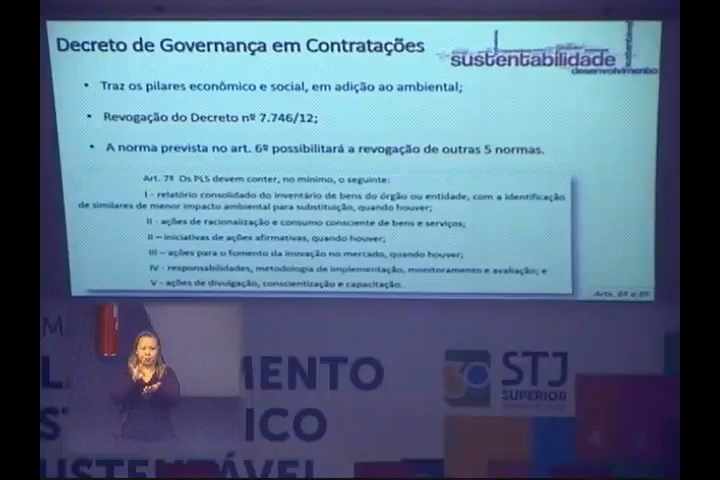 Decreto de Governança em Contratações
sustentabilidade
desenvolvimento
• Traz os pilares econômico e social, em adição ao ambiental;
• Revogação do Decreto nº 7.746/12;
• A norma prevista no art. 6º possibilitará a revogação de outras 5 normas.
Art. 7º Os PLS devem conter, no mínimo, o seguinte:
I - relatório consolidado do inventário de bens do órgão ou entidade, com a identificação
de similares de menor impacto ambiental para substituição, quando houver;
II - ações de racionalização e consumo consciente de bens e serviços;
II – iniciativas de ações afirmativas, quando houver;
III – ações para o fomento da inovação no mercado, quando houver;
IV - responsabilidades, metodologia de implementação, monitoramento e avaliação; e
V - ações de divulgação, conscientização e capacitação.
Arts. 6º e 8º
MENTO
ICO
SUSTENTÁVEL
30
STJ
SUPERIOR